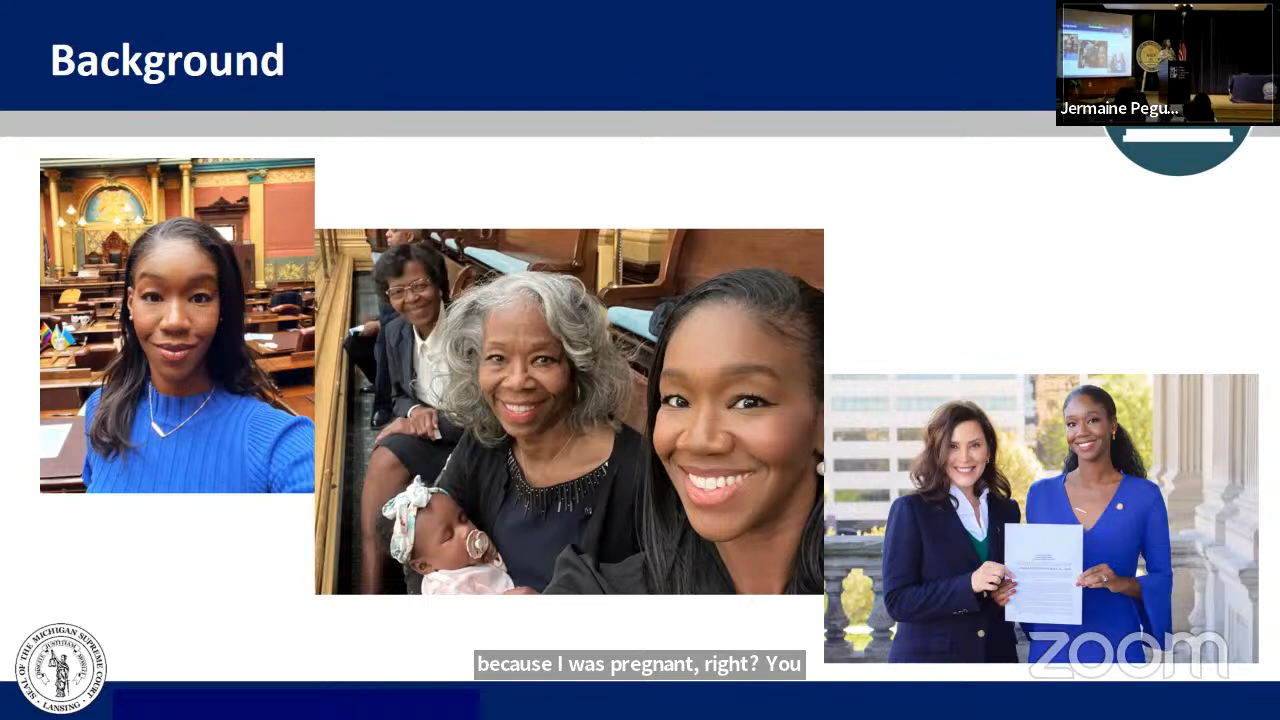 Background
Jermaine Pegu...
SEAL OF THE MICHIGAN SUPREME COURT
LANSING
because I was pregnant, right? You
zoom